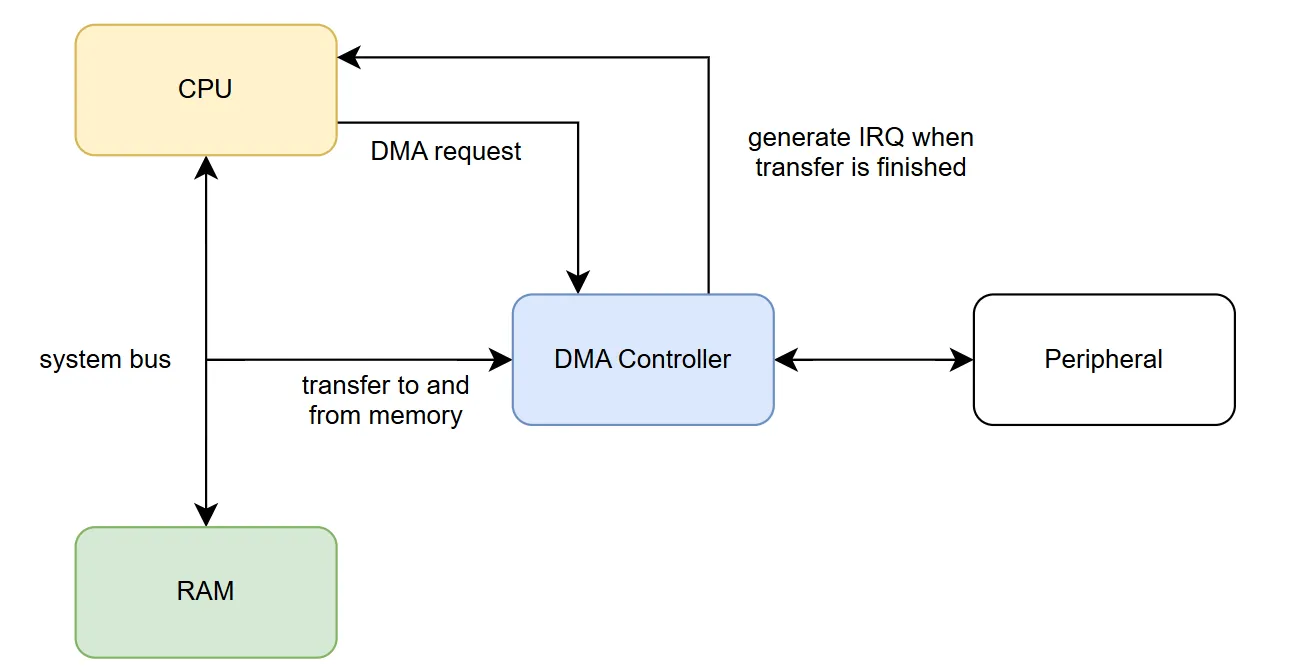 CPU
DMA request
generate IRQ when
transfer is finished
system bus
transfer to and
from memory
DMA Controller
Peripheral
RAM